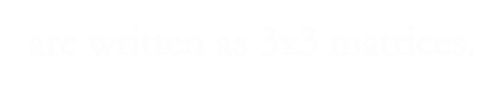 are written as 3x3 matrices.